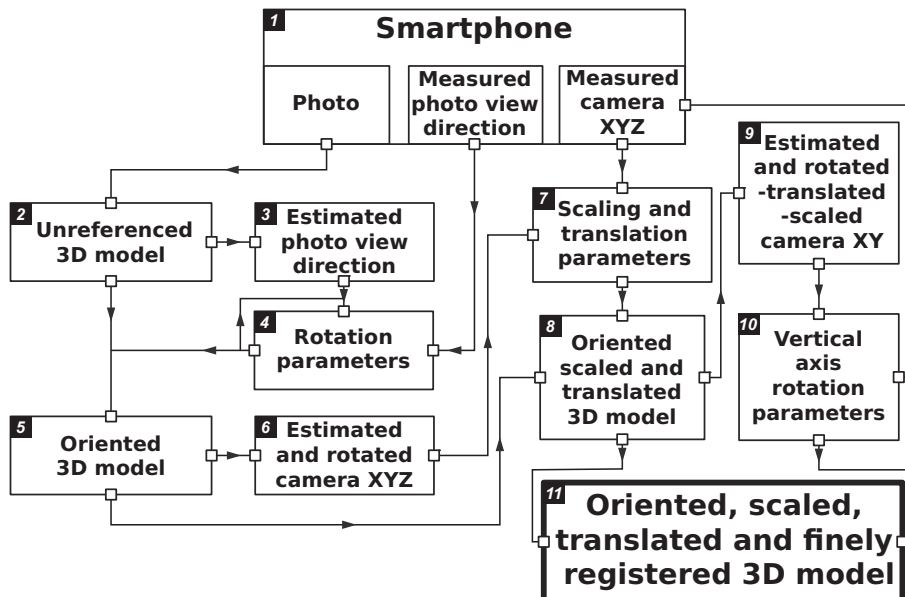 1
Smartphone
Photo
Measured
photo view
direction
Measured
camera
XYZ
2
Unreferenced
3D model
3
Estimated
photo view
direction
4
Rotation
parameters
5
Oriented
3D model
6
Estimated
and rotated
camera XYZ
7
Scaling and
translation
parameters
8
Oriented
scaled and
translated
3D model
9
Estimated
and rotated
-translated
-scaled
camera XY
10
Vertical
axis
rotation
parameters
11
Oriented, scaled,
translated and finely
registered 3D model